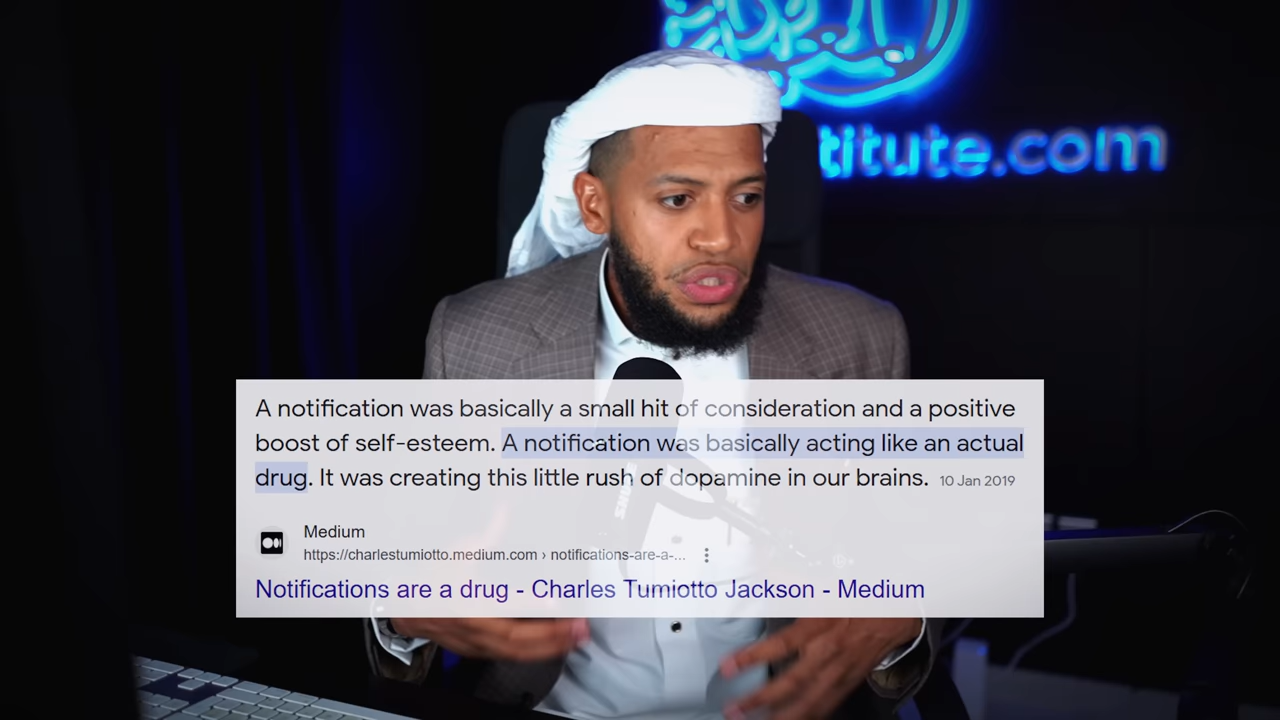 titute.com
A notification was basically a small hit of consideration and a positive
boost of self-esteem. A notification was basically acting like an actual
drug. It was creating this little rush of dopamine in our brains. 10 Jan 2019
Medium
https://charlestumiotto.medium.com › notifications-are-a-...
Notifications are a drug - Charles Tumiotto Jackson - Medium